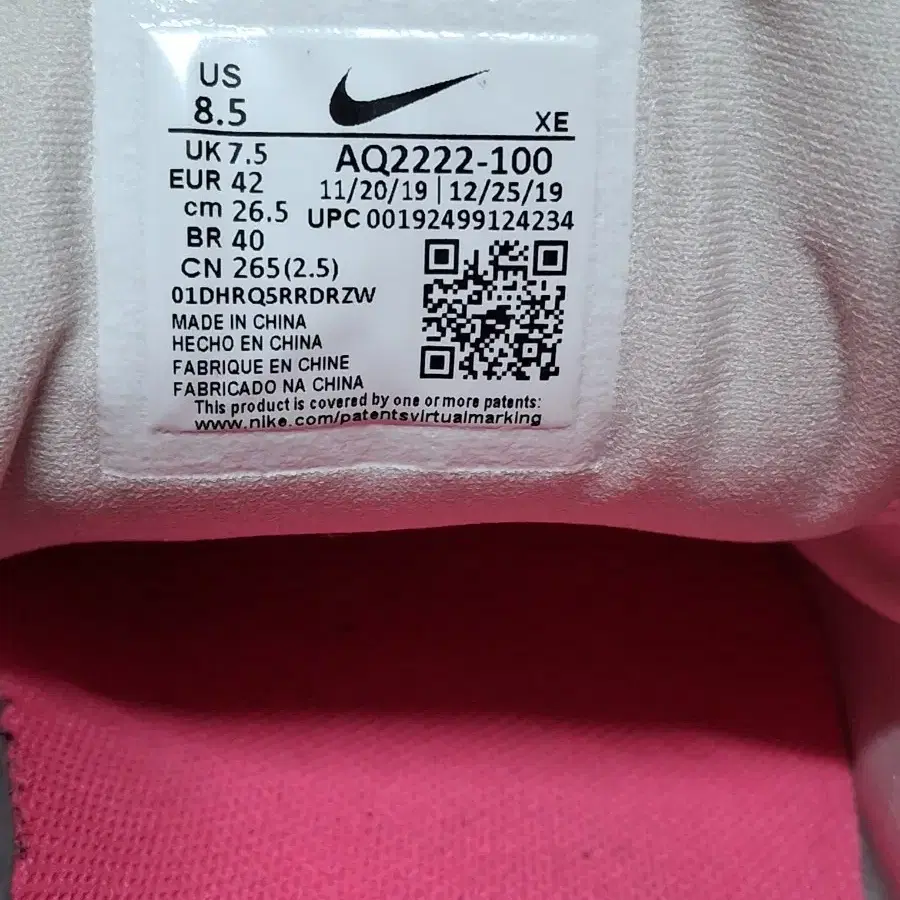 US
8.5
XE
UK 7.5
AQ2222-100
EUR 42
11/20/19 | 12/25/19
cm 26.5
UPC 00192499124234
BR 40
CN 265(2.5)
01DHRQ5RRDRZW
MADE IN CHINA
HECHO EN CHINA
FABRIQUE EN CHINE
FABRICADO NA CHINA
This product is covered by one or more patents:
www.nike.com/patentsvirtualmarking